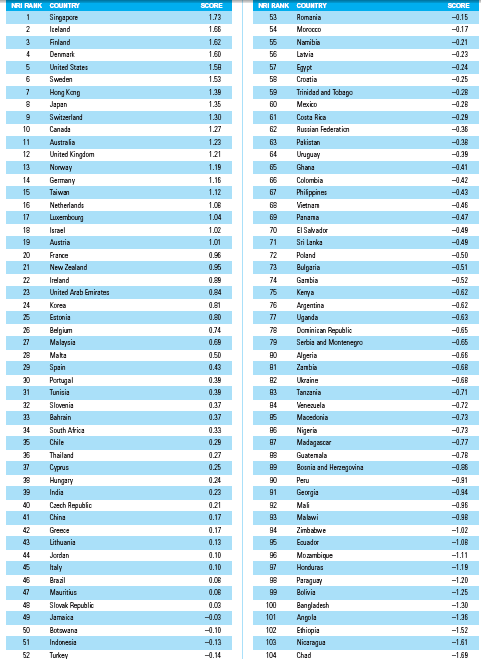 NRI RANK COUNTRY SCORE
1 Singapore 1.73
2 Iceland 1.66
3 Finland 1.62
4 Denmark 1.60
5 United States 1.58
6 Sweden 1.53
7 Hong Kong 1.39
8 Japan 1.35
9 Switzerland 1.30
10 Canada 1.27
11 Australia 1.23
12 United Kingdom 1.21
13 Norway 1.19
14 Germany 1.16
15 Taiwan 1.12
16 Netherlands 1.08
17 Luxembourg 1.04
18 Israel 1.02
19 Austria 1.01
20 France 0.96
21 New Zealand 0.95
22 Ireland 0.89
23 United Arab Emirates 0.84
24 Korea 0.81
25 Estonia 0.80
26 Belgium 0.74
27 Malaysia 0.69
28 Malta 0.50
29 Spain 0.43
30 Portugal 0.39
31 Tunisia 0.39
32 Slovenia 0.37
33 Bahrain 0.37
34 South Africa 0.33
35 Chile 0.29
36 Thailand 0.27
37 Cyprus 0.25
38 Hungary 0.24
39 India 0.23
40 Czech Republic 0.21
41 China 0.17
42 Greece 0.17
43 Lithuania 0.13
44 Jordan 0.10
45 Italy 0.10
46 Brazil 0.08
47 Mauritius 0.08
48 Slovak Republic 0.03
49 Jamaica –0.03
50 Botswana –0.10
51 Indonesia –0.13
52 Turkey –0.14
NRI RANK COUNTRY SCORE
53 Romania –0.15
54 Morocco –0.17
55 Namibia –0.21
56 Latvia –0.23
57 Egypt –0.24
58 Croatia –0.25
59 Trinidad and Tobago –0.28
60 Mexico –0.28
61 Costa Rica –0.29
62 Russian Federation –0.36
63 Pakistan –0.38
64 Uruguay –0.39
65 Ghana –0.41
66 Colombia –0.42
67 Philippines –0.43
68 Vietnam –0.46
69 Panama –0.47
70 El Salvador –0.49
71 Sri Lanka –0.49
72 Poland –0.50
73 Bulgaria –0.51
74 Gambia –0.52
75 Kenya –0.62
76 Argentina –0.62
77 Uganda –0.63
78 Dominican Republic –0.65
79 Serbia and Montenegro –0.65
80 Algeria –0.66
81 Zambia –0.68
82 Ukraine –0.68
83 Tanzania –0.71
84 Venezuela –0.72
85 Macedonia –0.73
86 Nigeria –0.73
87 Madagascar –0.77
88 Guatemala –0.78
89 Bosnia and Herzegovina –0.86
90 Peru –0.91
91 Georgia –0.94
92 Mali –0.96
93 Malawi –0.98
94 Zimbabwe –1.02
95 Ecuador –1.08
96 Mozambique –1.11
97 Honduras –1.19
98 Paraguay –1.20
99 Bolivia –1.25
100 Bangladesh –1.30
101 Angola –1.36
102 Ethiopia –1.52
103 Nicaragua –1.61
104 Chad –1.69